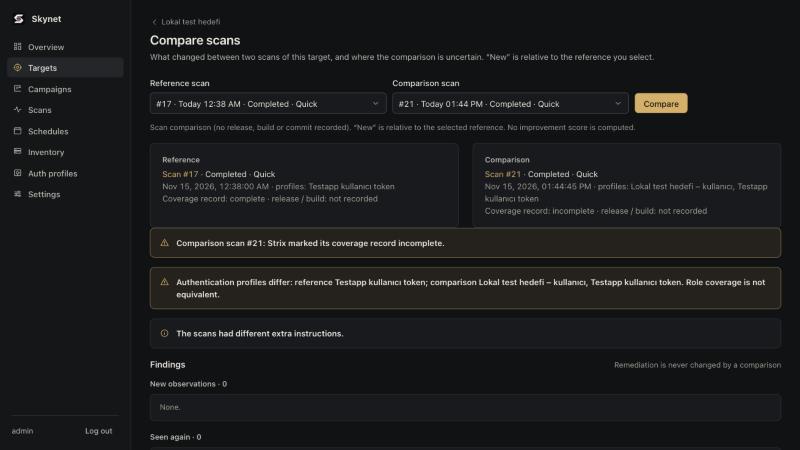 Skynet
Overview
Targets
Campaigns
Scans
Schedules
Inventory
Auth profiles
Settings
admin
Log out
Lokal test hedefi
Compare scans
What changed between two scans of this target, and where the comparison is uncertain. “New” is relative to the reference you select.
Reference scan
#17 · Today 12:38 AM · Completed · Quick
Comparison scan
#21 · Today 01:44 PM · Completed · Quick
Compare
Scan comparison (no release, build or commit recorded). “New” is relative to the selected reference. No improvement score is computed.
Reference
Scan #17 · Completed · Quick
Nov 15, 2026, 12:38:00 AM · profiles: Testapp kullanıcı token
Coverage record: complete · release / build: not recorded
Comparison
Scan #21 · Completed · Quick
Nov 15, 2026, 01:44:45 PM · profiles: Lokal test hedefi – kullanıcı, Testapp
kullanıcı token
Coverage record: incomplete · release / build: not recorded
Comparison scan #21: Strix marked its coverage record incomplete.
Authentication profiles differ: reference Testapp kullanıcı token; comparison Lokal test hedefi – kullanıcı, Testapp kullanıcı token. Role coverage is not
equivalent.
The scans had different extra instructions.
Findings
Remediation is never changed by a comparison
New observations · 0
None.
Seen again · 0